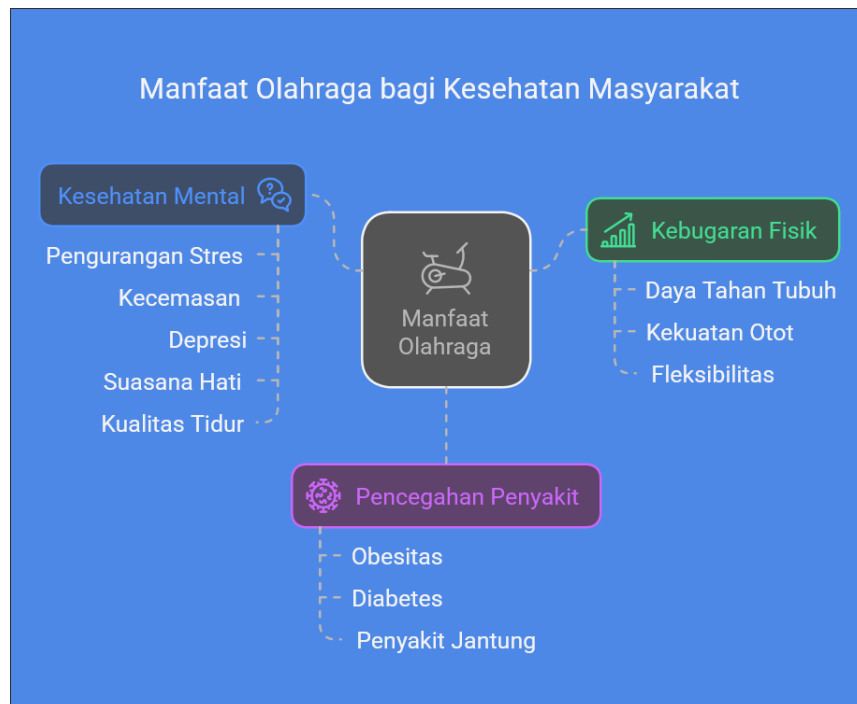 Manfaat Olahraga bagi Kesehatan Masyarakat
Kesehatan Mental
Pengurangan Stres
Kecemasan
Depresi
Suasana Hati
Kualitas Tidur
Manfaat
Olahraga
Kebugaran Fisik
Daya Tahan Tubuh
Kekuatan Otot
Fleksibilitas
Pencegahan Penyakit
Obesitas
Diabetes
Penyakit Jantung